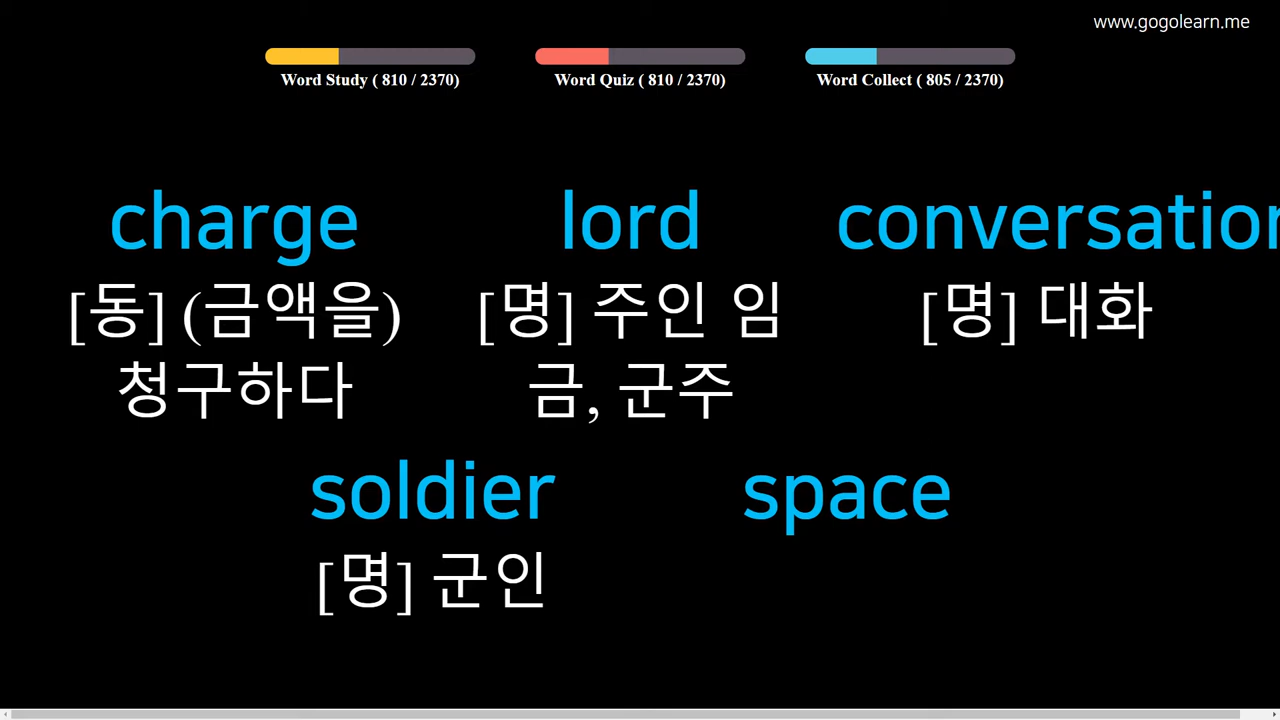 www.gogolearn.me
Word Study ( 810 / 2370) Word Quiz ( 810 / 2370) Word Collect ( 805 / 2370)
charge lord conversation
[동] (금액을) [명] 주인 임 [명] 대화
청구하다 금, 군주
soldier space
[명] 군인